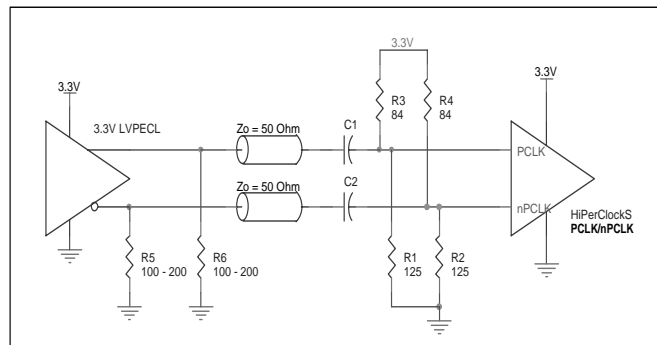 3.3V
3.3V
3.3V
R3
84
R4
84
3.3V LVPECL
Zo = 50 Ohm
C1
PCLK
Zo = 50 Ohm
C2
nPCLK
HiPerClockS
PCLK/nPCLK
R5
100 - 200
R6
100 - 200
R1
125
R2
125